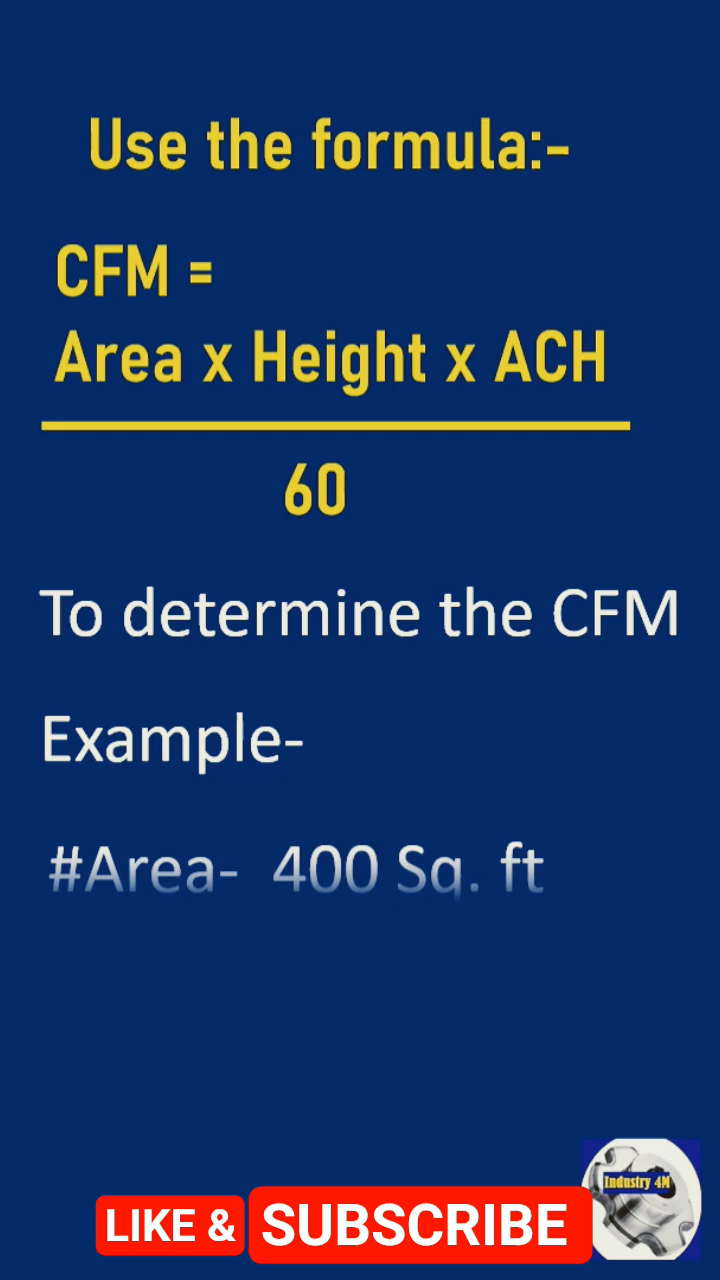 Use the formula:-
CFM =
Area x Height x ACH
60
To determine the CFM
Example-
#Area- 400 Sq. ft
Industry 4M
LIKE & SUBSCRIBE